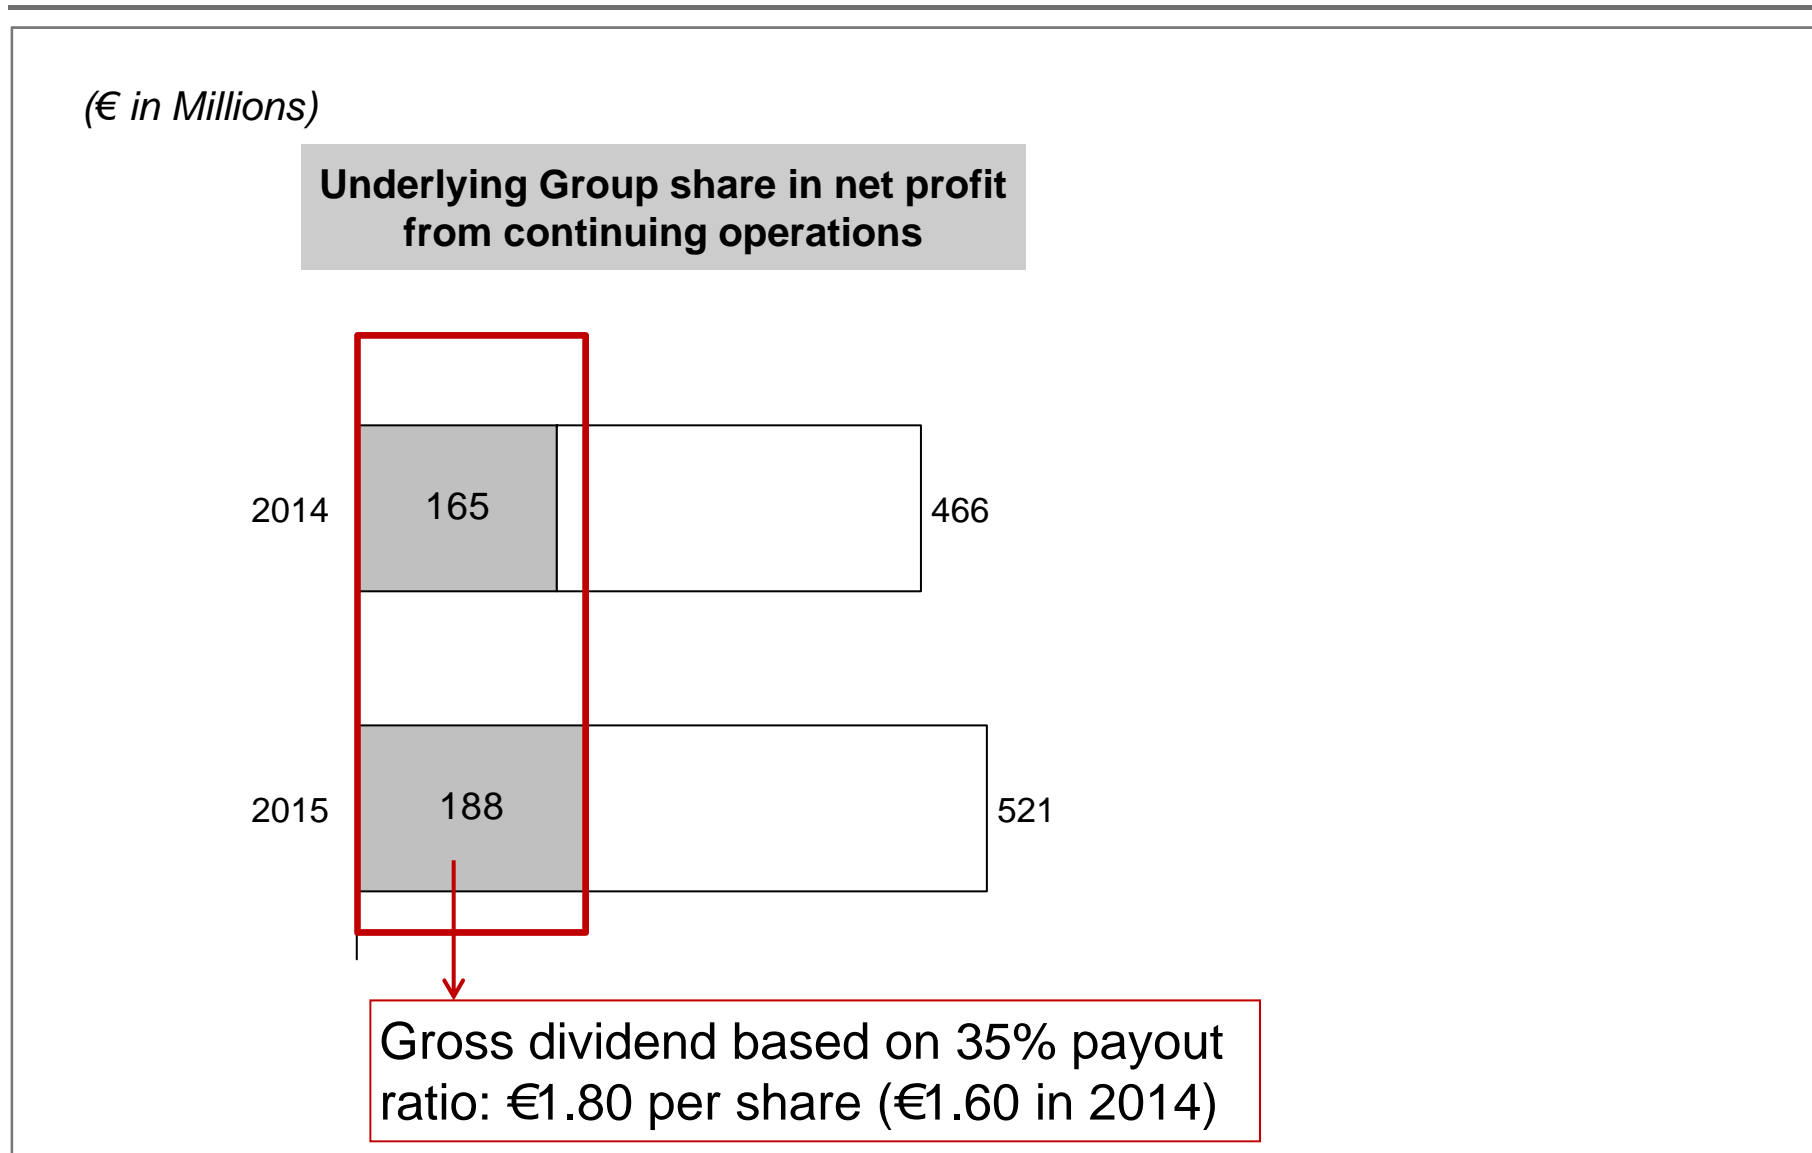 (€ in Millions)
Underlying Group share in net profit
from continuing operations
2014
165
466
2015
188
521
Gross dividend based on 35% payout
ratio: €1.80 per share (€1.60 in 2014)